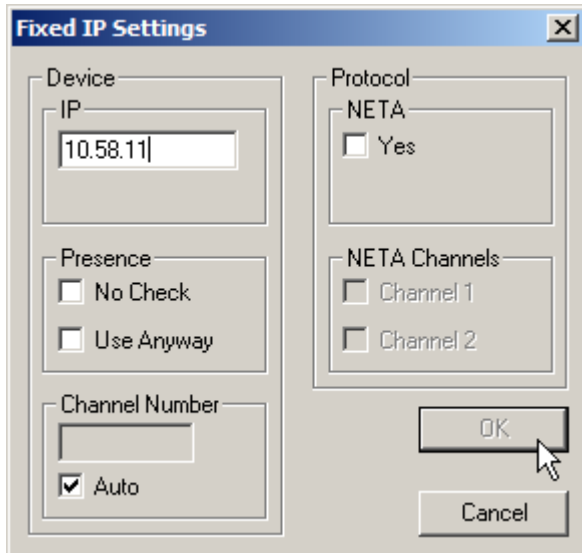 Fixed IP Settings
Device
IP
10.58.11
Presence
No Check
Use Anyway
Channel Number
Auto
Protocol
NETA
Yes
NETA Channels
Channel 1
Channel 2
OK
Cancel